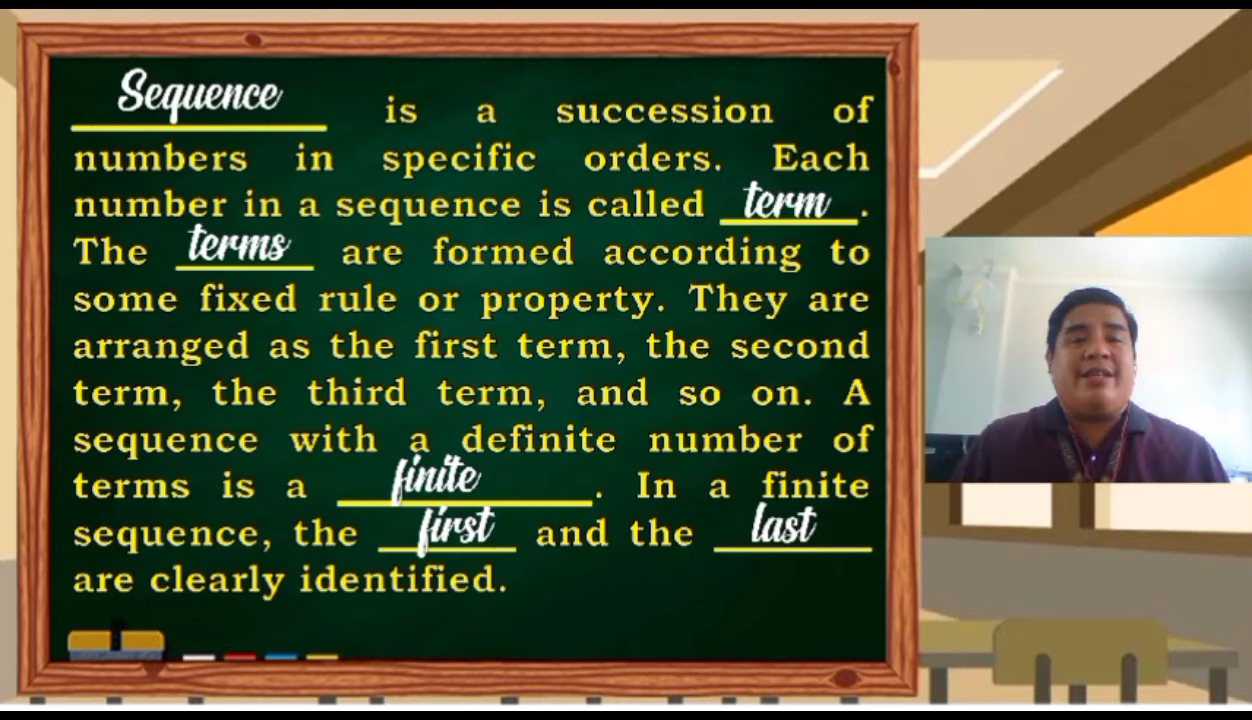 Sequence is a succession of
numbers in specific orders. Each
number in a sequence is called term.
The terms are formed according to
some fixed rule or property. They are
arranged as the first term, the second
term, the third term, and so on. A
sequence with a definite number of
terms is a finite. In a finite
sequence, the first and the last
are clearly identified.